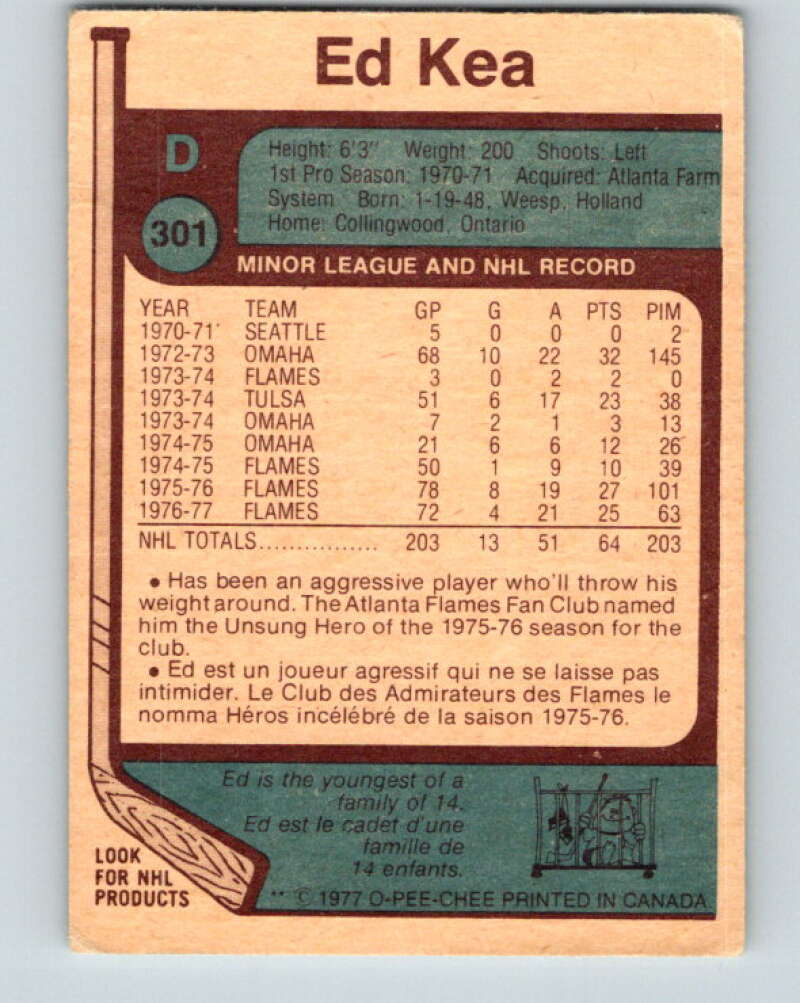 Ed Kea
D
Height: 6'3" Weight: 200 Shoots: Left
1st Pro Season: 1970-71 Acquired: Atlanta Farm
System Born: 1-19-48, Weesp, Holland
Home: Collingwood, Ontario
301
MINOR LEAGUE AND NHL RECORD
YEAR TEAM GP G A PTS PIM
1970-71 SEATTLE 5 0 0 0 2
1972-73 OMAHA 68 10 22 32 145
1973-74 FLAMES 3 0 2 2 0
1973-74 TULSA 51 6 17 23 38
1973-74 OMAHA 7 2 1 3 13
1974-75 OMAHA 21 6 6 12 26
1974-75 FLAMES 50 1 9 10 39
1975-76 FLAMES 78 8 19 27 101
1976-77 FLAMES 72 4 21 25 63
NHL TOTALS................ 203 13 51 64 203
• Has been an aggressive player who'll throw his
weight around. The Atlanta Flames Fan Club named
him the Unsung Hero of the 1975-76 season for the
club.
• Ed est un joueur agressif qui ne se laisse pas
intimider. Le Club des Admirateurs des Flames le
nomma Héros incélébré de la saison 1975-76.
Ed is the youngest of a
family of 14.
Ed est le cadet d'une
famille de
14 enfants.
LOOK
FOR NHL
PRODUCTS
** © 1977 O-PEE-CHEE PRINTED IN CANADA